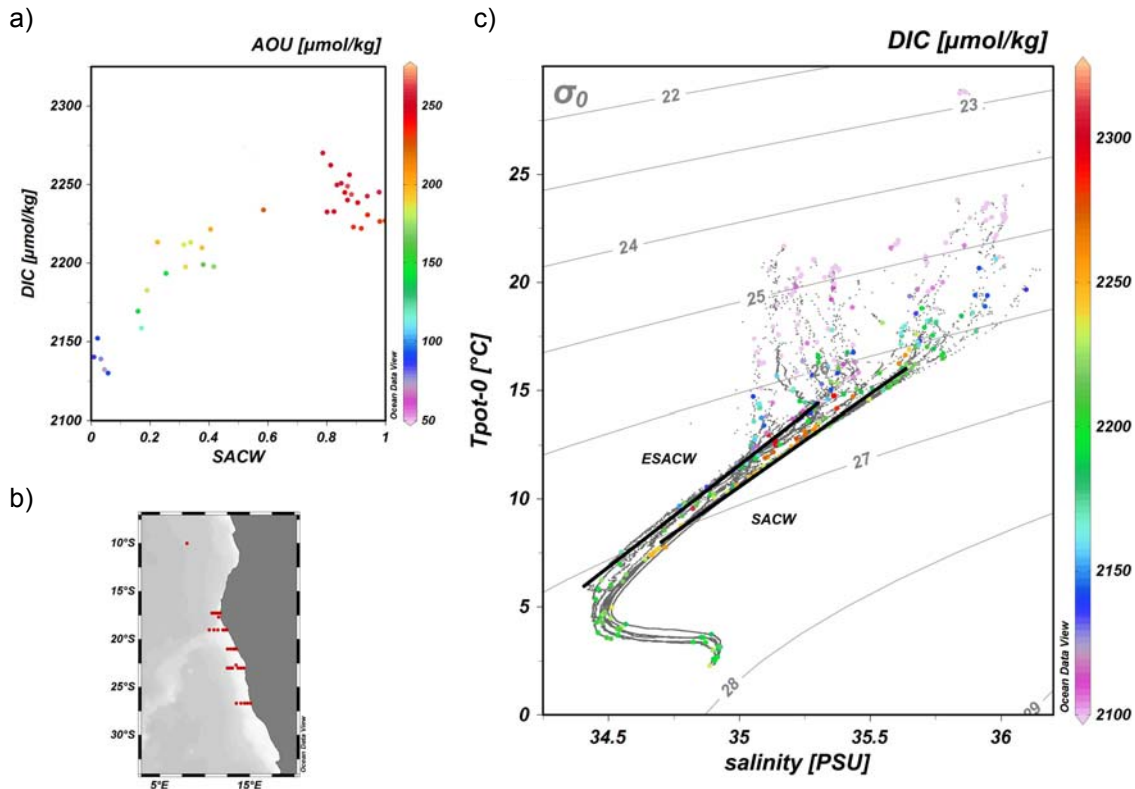 a)
AOU [µmol/kg]
DIC [µmol/kg]
2300
2250
2200
2150
2100
0
0.2
0.4
0.6
0.8
1
SACW
250
200
150
100
50
Ocean Data View
b)
10°S
15°S
20°S
25°S
30°S
5°E
15°E
Ocean Data View
c)
DIC [µmol/kg]
σ0
22
23
24
25
26
27
28
29
ESACW
SACW
Tpot-0 [°C]
25
20
15
10
5
0
34.5
35
35.5
36
salinity [PSU]
2300
2250
2200
2150
2100
Ocean Data View